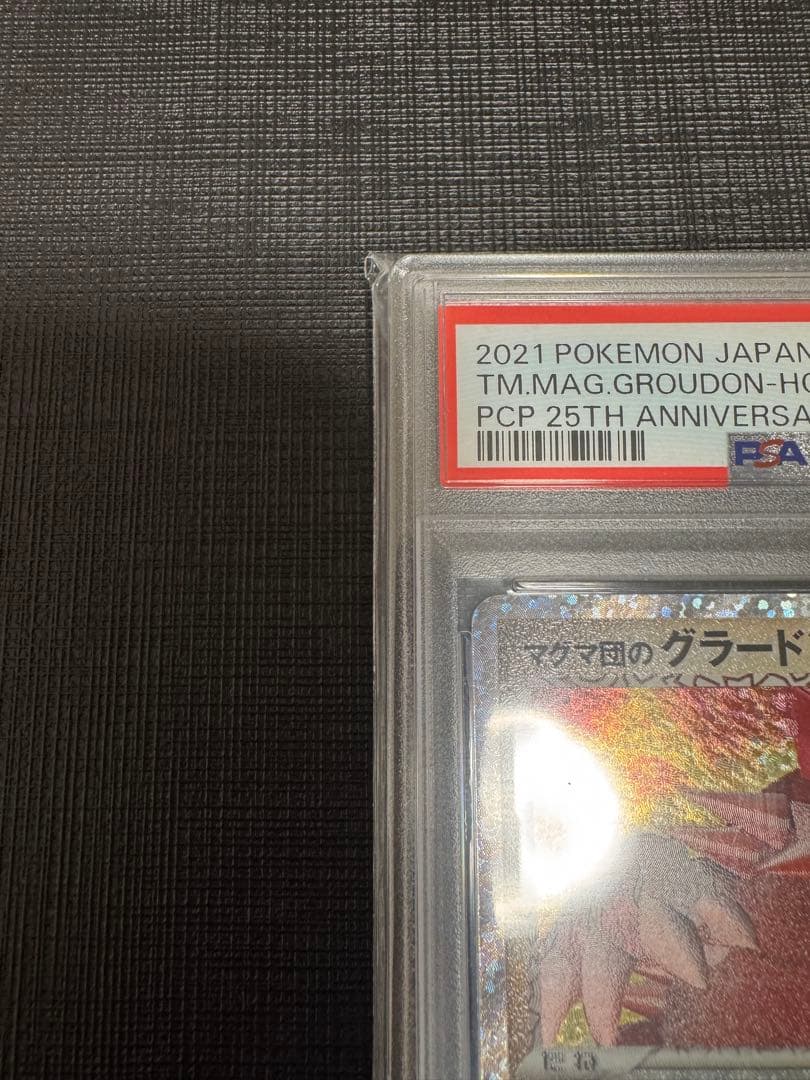 2021 POKEMON JAPAN
TM.MAG.GROUDON-HO
PCP 25TH ANNIVERSA
PSA
マグマ団のグラードン